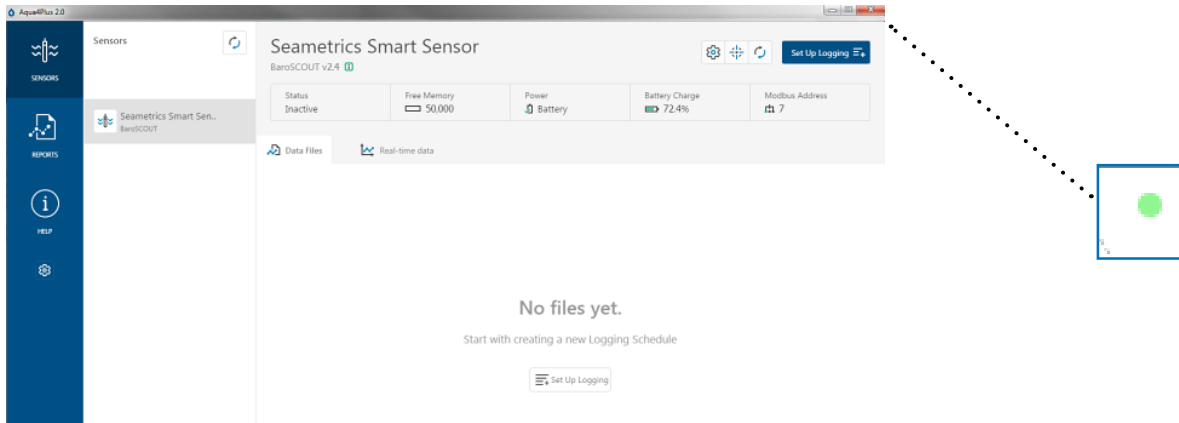 Aqua4Plus 2.0
SENSORS
REPORTS
HELP
Sensors
Seametrics Smart Sen..
BaroSCOUT
Seametrics Smart Sensor
BaroSCOUT v2.4
Set Up Logging
Status
Inactive
Free Memory
50,000
Power
Battery
Battery Charge
72.4%
Modbus Address
7
Data Files
Real-time data
No files yet.
Start with creating a new Logging Schedule
Set Up Logging